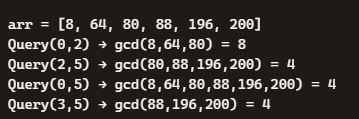 arr = [8, 64, 80, 88, 196, 200]
Query(0,2) → gcd(8,64,80) = 8
Query(2,5) → gcd(80,88,196,200) = 4
Query(0,5) → gcd(8,64,80,88,196,200) = 4
Query(3,5) → gcd(88,196,200) = 4